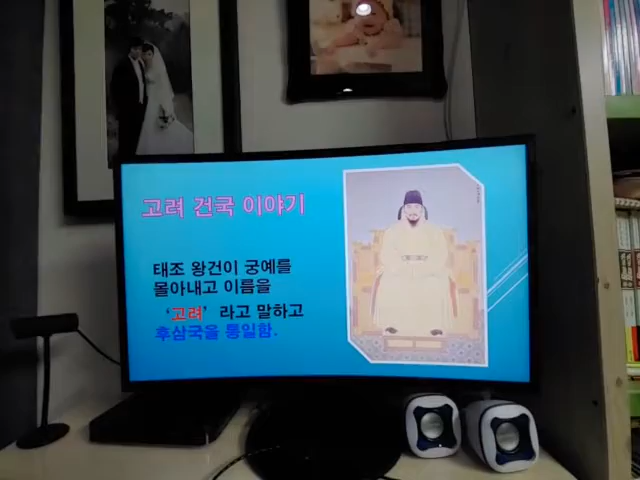 고려 건국 이야기
태조 왕건이 궁예를
몰아내고 이름을
‘고려’ 라고 말하고
후삼국을 통일함.